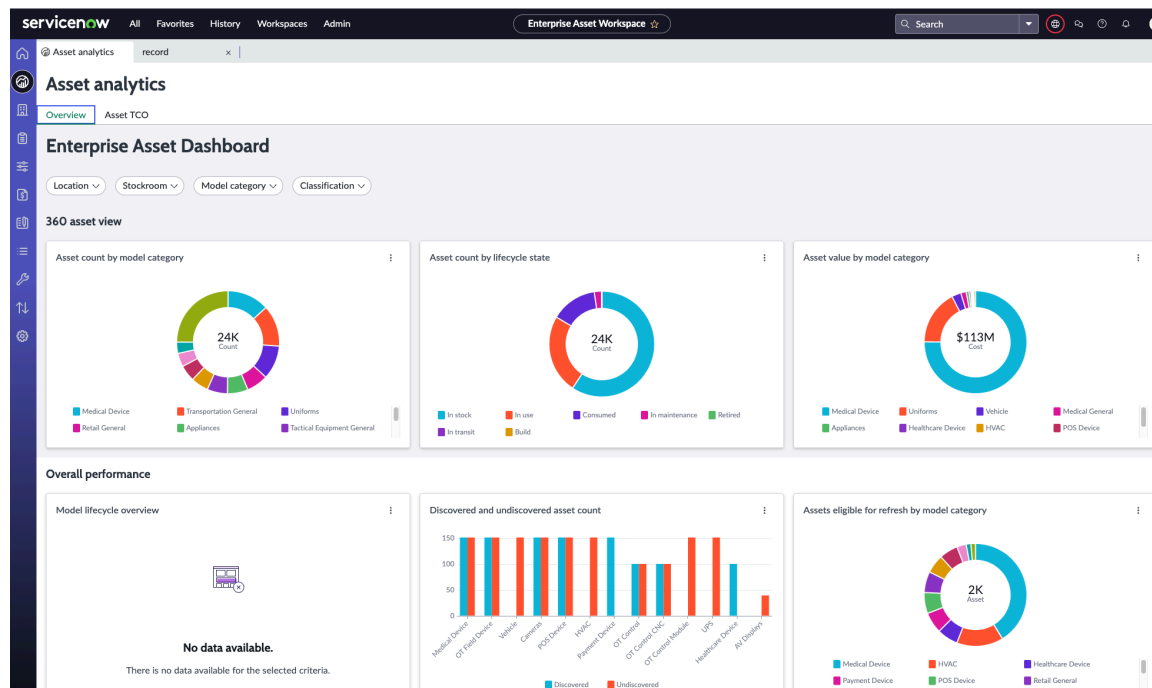 servicenow All Favorites History Workspaces Admin Enterprise Asset Workspace Search
Asset analytics record ×
Asset analytics
Overview Asset TCO
Enterprise Asset Dashboard
Location Stockroom Model category Classification
360 asset view
Asset count by model category
24K
Count
Medical Device Transportation General Uniforms
Retail General Appliances Tactical Equipment General
Asset count by lifecycle state
24K
Count
In stock In use Consumed In maintenance Retired
In transit Build
Asset value by model category
$113M
Cost
Medical Device Uniforms Vehicle Medical General
Appliances Healthcare Device HVAC POS Device
Overall performance
Model lifecycle overview
No data available.
There is no data available for the selected criteria.
Discovered and undiscovered asset count
150
100
50
0
Medical Device
OT Field Device
Vehicle
Cameras
POS Device
HVAC
Payment Device
OT Control
OT Control CNC
OT Control Module
UPS
Healthcare Device
AV Displays
Discovered Undiscovered
Assets eligible for refresh by model category
2K
Asset
Medical Device HVAC Healthcare Device
Payment Device POS Device Retail General